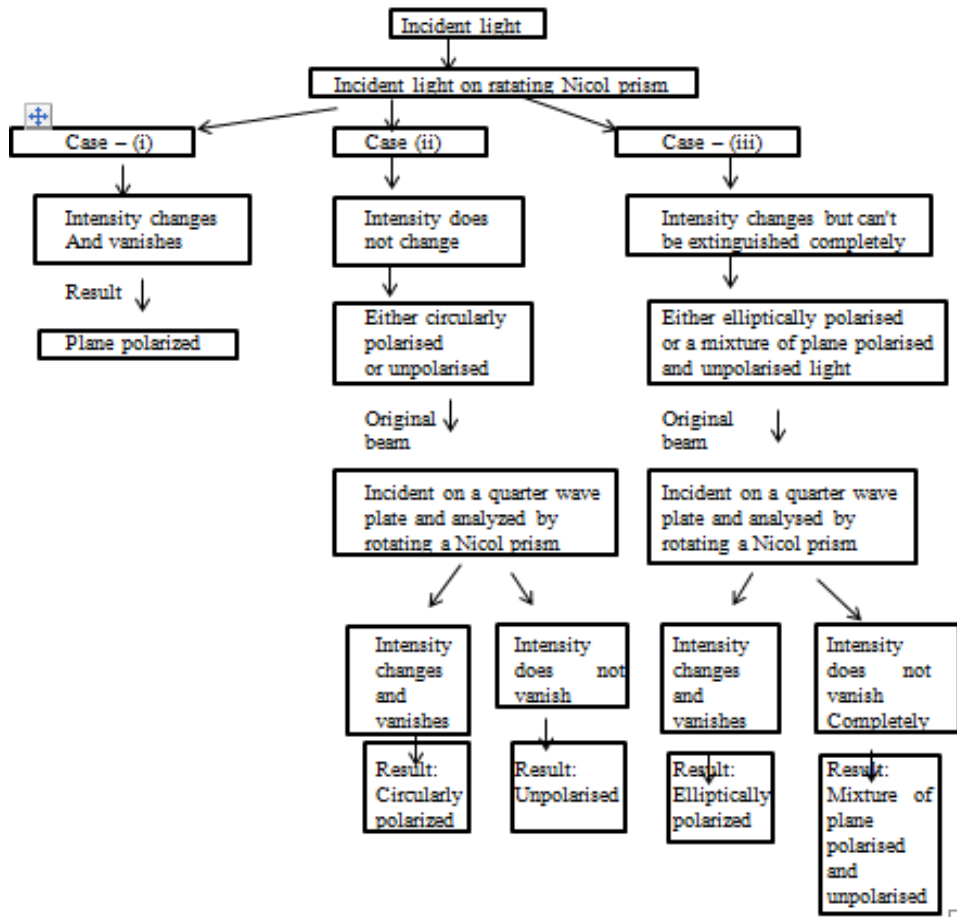 Incident light
Incident light on ratating Nicol prism
Case – (i)
Case (ii)
Case – (iii)
Intensity changes
And vanishes
Intensity does
not change
Intensity changes but can't
be extinguished completely
Result
Plane polarized
Either circularly
polarised
or unpolarised
Either elliptically polarised
or a mixture of plane polarised
and unpolarised light
Original
beam
Original
beam
Incident on a quarter wave
plate and analyzed by
rotating a Nicol prism
Incident on a quarter wave
plate and analysed by
rotating a Nicol prism
Intensity
changes
and
vanishes
Intensity
does not
vanish
Intensity
changes
and
vanishes
Intensity
does not
vanish
Completely
Result:
Circularly
polarized
Result:
Unpolarised
Result:
Elliptically
polarized
Result:
Mixture of
plane
polarised
and
unpolarised